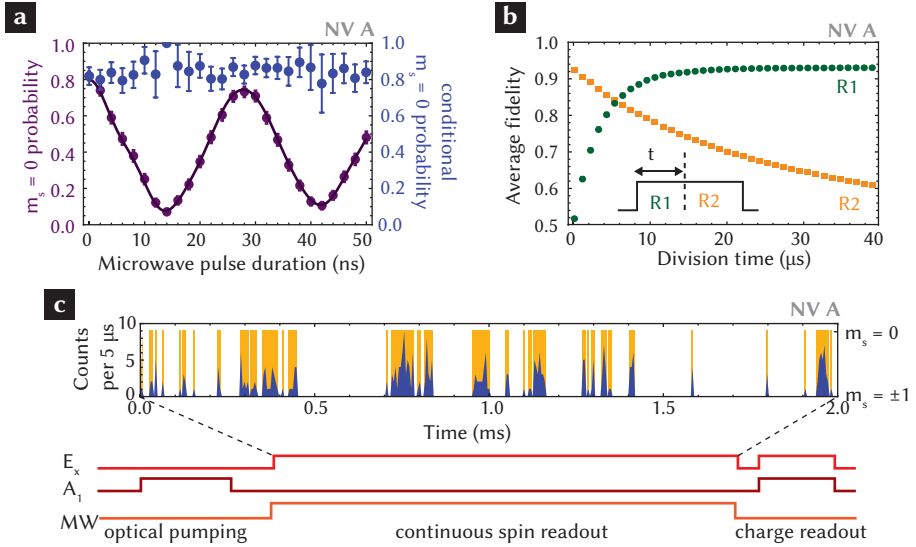 a
NV A
m_s = 0 probability
1.0
0.8
0.6
0.4
0.2
0.0
1.0
0.8
0.6
0.4
0.2
0.0
conditional
m_s = 0 probability
0 10 20 30 40 50
Microwave pulse duration (ns)
b
NV A
Average fidelity
1.0
0.9
0.8
0.7
0.6
0.5
R1
R2
t
R1 R2
0 10 20 30 40
Division time (μs)
c
NV A
Counts
per 5 μs
10
5
0
m_s = 0
m_s = ±1
0.0 0.5 1.0 1.5 2.0
Time (ms)
E_x
A_1
MW
optical pumping continuous spin readout charge readout